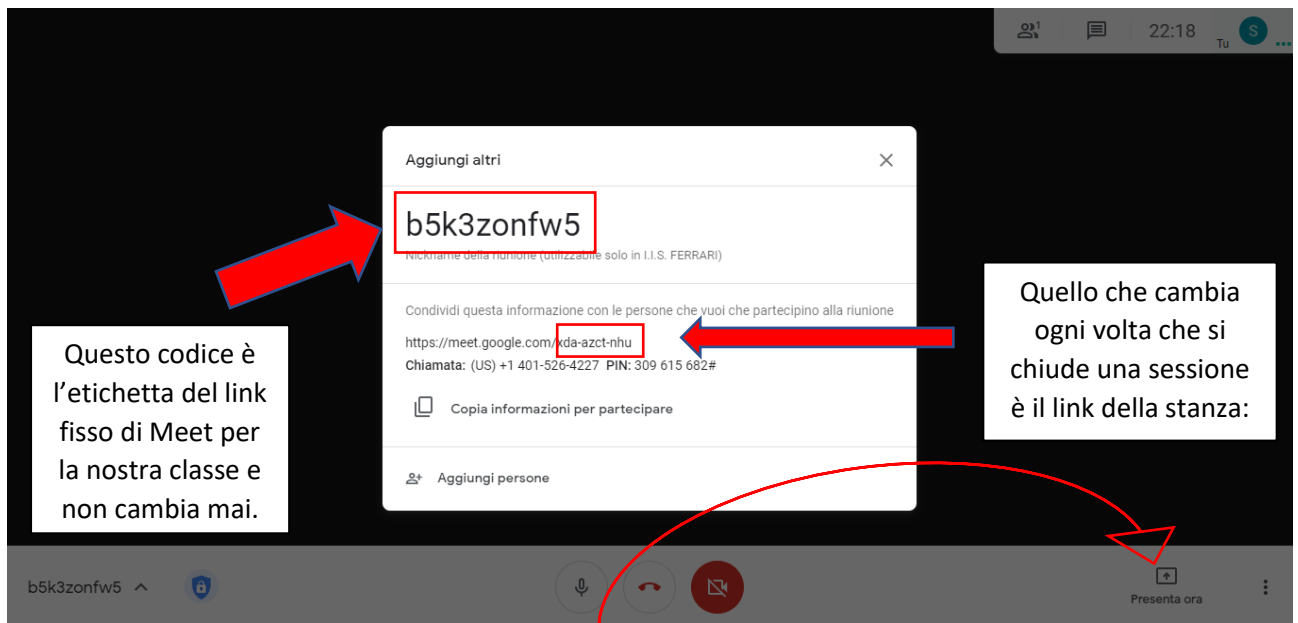 1
22:18
Tu
S
Aggiungi altri
b5k3zonfw5
Nickname della riunione (utilizzabile solo in I.I.S. FERRARI)
Condividi questa informazione con le persone che vuoi che partecipino alla riunione
https://meet.google.com/xda-azct-nhu
Chiamata: (US) +1 401-526-4227 PIN: 309 615 682#
Copia informazioni per partecipare
Aggiungi persone
Questo codice è
l’etichetta del link
fisso di Meet per
la nostra classe e
non cambia mai.
Quello che cambia
ogni volta che si
chiude una sessione
è il link della stanza:
b5k3zonfw5
Presenta ora